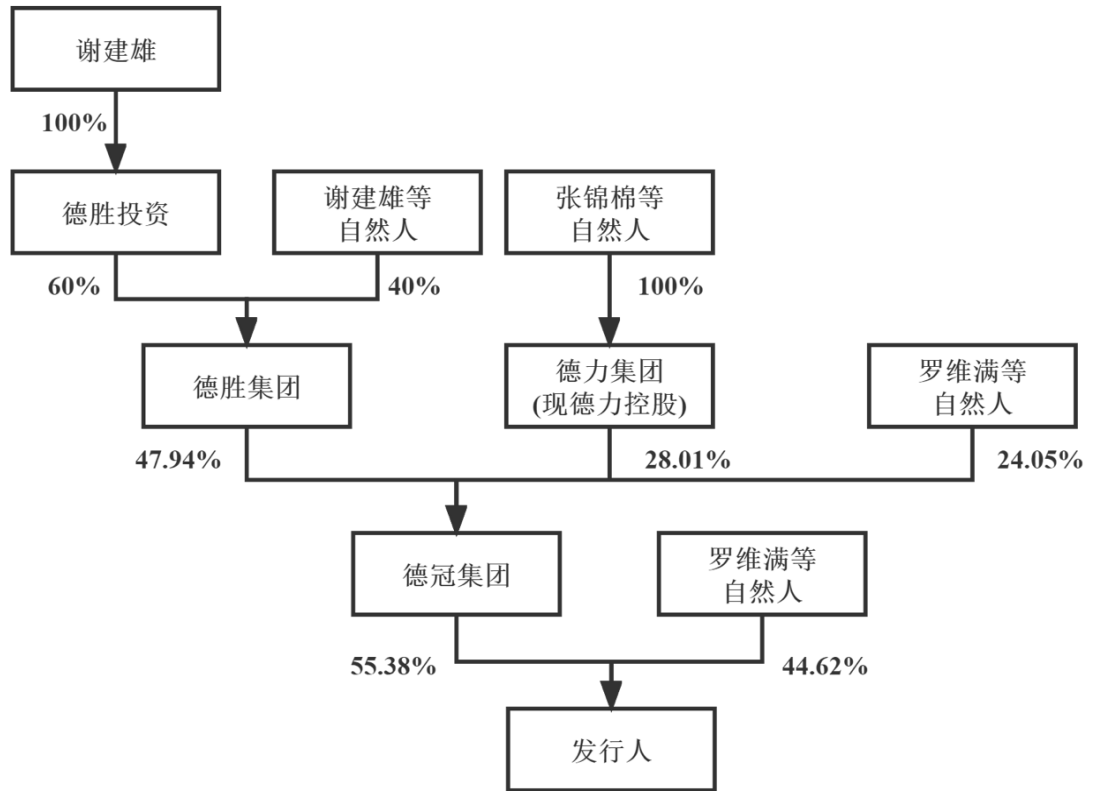 谢建雄
100%
德胜投资
谢建雄等
自然人
张锦棉等
自然人
60%
40%
100%
德胜集团
德力集团
(现德力控股)
罗维满等
自然人
47.94%
28.01%
24.05%
德冠集团
罗维满等
自然人
55.38%
44.62%
发行人